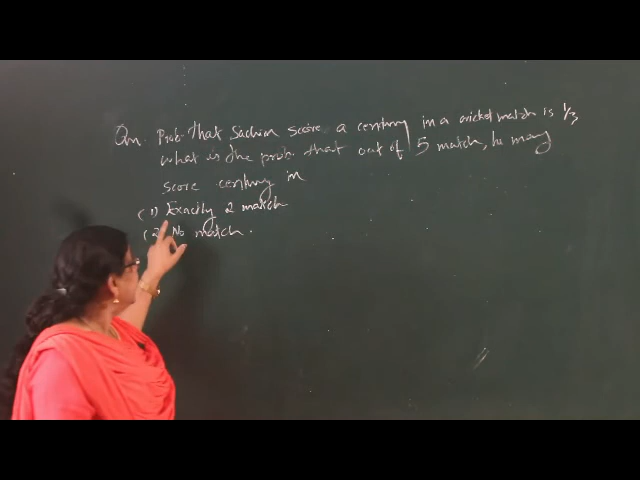 Qn. Prob. that Sachin score a century in a cricket match is 1/3,
what is the prob. that out of 5 match, he may
score century in
(1) Exactly 2 match
(2) No match.